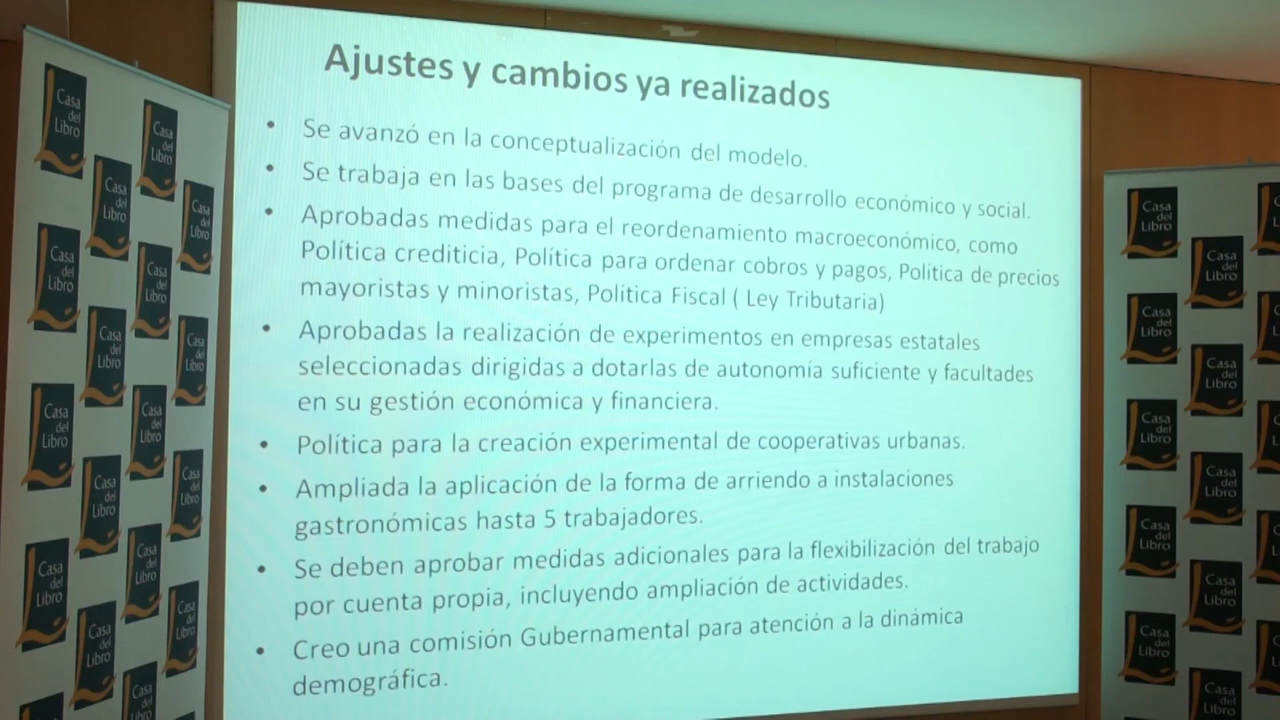 Ajustes y cambios ya realizados
• Se avanzó en la conceptualización del modelo.
• Se trabaja en las bases del programa de desarrollo económico y social.
• Aprobadas medidas para el reordenamiento macroeconómico, como
Política crediticia, Política para ordenar cobros y pagos, Política de precios
mayoristas y minoristas, Política Fiscal ( Ley Tributaria)
• Aprobadas la realización de experimentos en empresas estatales
seleccionadas dirigidas a dotarlas de autonomía suficiente y facultades
en su gestión económica y financiera.
• Política para la creación experimental de cooperativas urbanas.
• Ampliada la aplicación de la forma de arriendo a instalaciones
gastronómicas hasta 5 trabajadores.
• Se deben aprobar medidas adicionales para la flexibilización del trabajo
por cuenta propia, incluyendo ampliación de actividades.
• Creo una comisión Gubernamental para atención a la dinámica
demográfica.
Casa
del
Libro